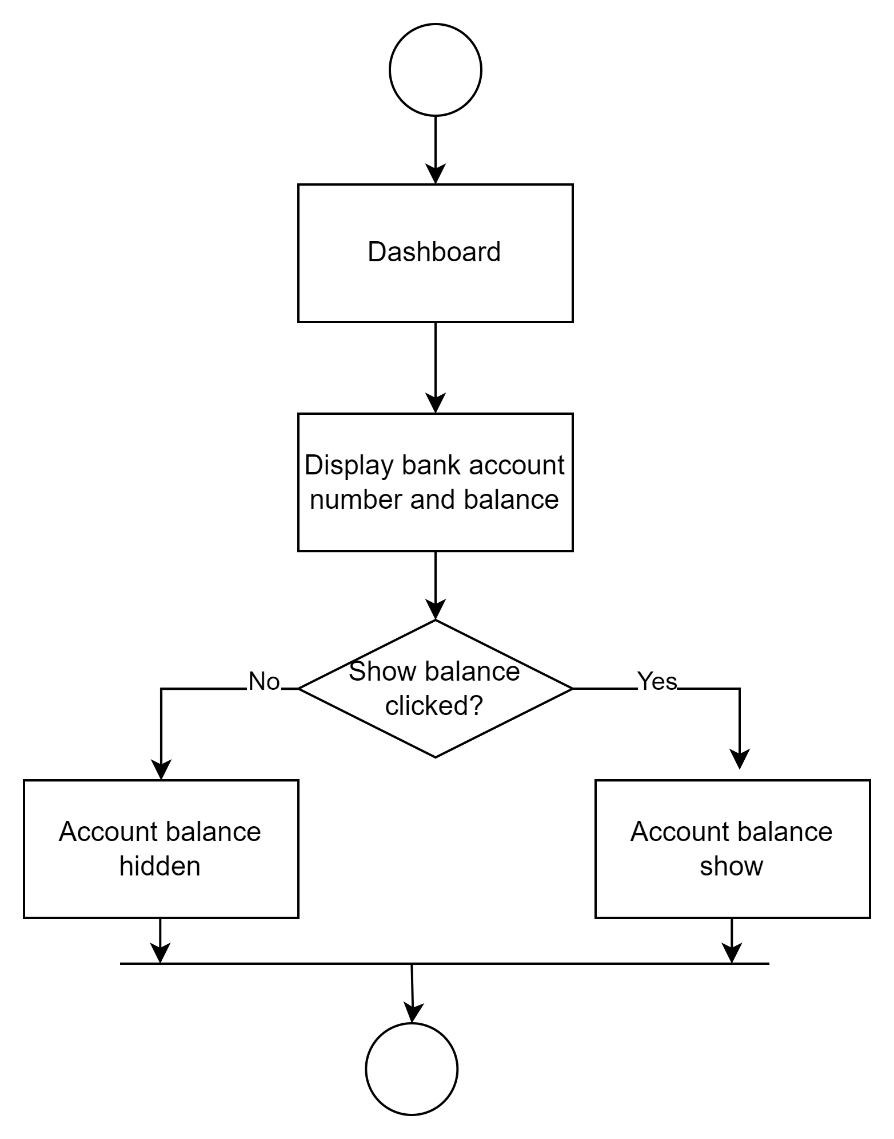 Dashboard
Display bank account
number and balance
Show balance
clicked?
No
Yes
Account balance
hidden
Account balance
show